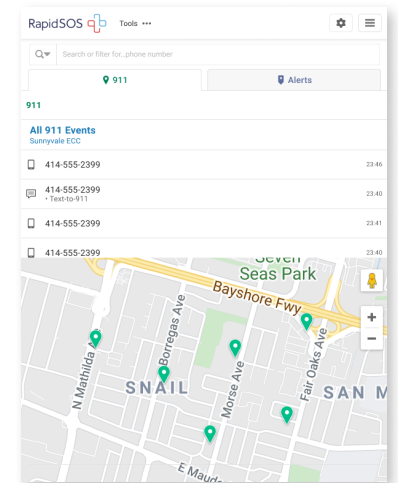 RapidSOS Tools •••
Search or filter for...phone number
911 Alerts
911
All 911 Events
Sunnyvale ECC
414-555-2399 23:46
414-555-2399 23:40
• Text-to-911
414-555-2399 23:41
414-555-2399 23:40
Seven
Seas Park
Bayshore Fwy
Borregas Ave
N Mathilda
Morse Ave
Fair Oaks Ave
SNAIL
SAN M
E Maude
+
−